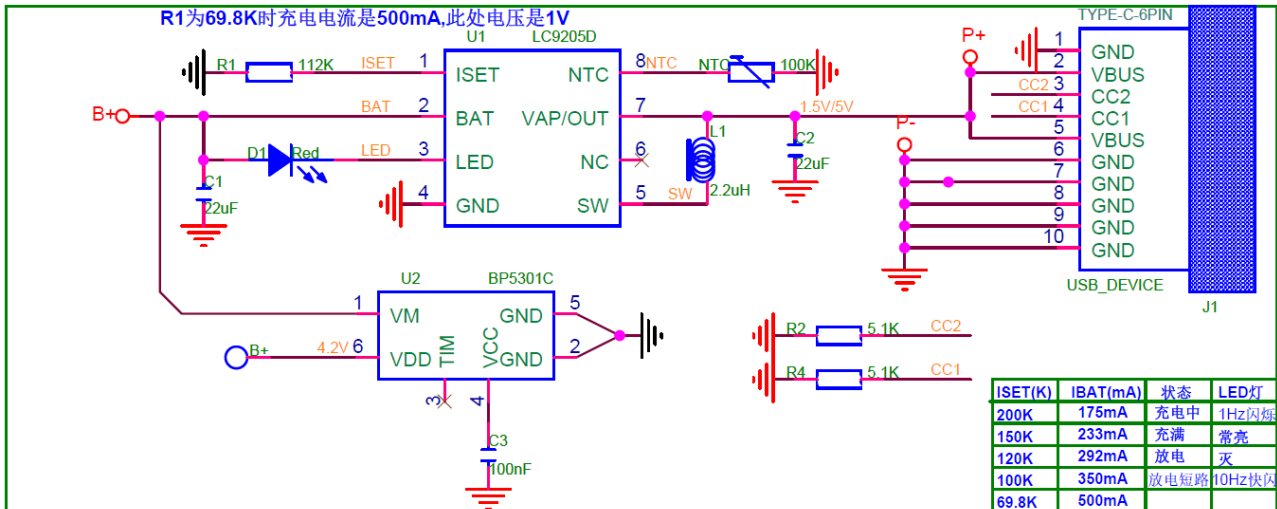 R1为69.8K时充电电流是500mA,此处电压是1V
TYPE-C-6PIN
U1 LC9205D
R1 112K ISET 1 ISET NTC 8 NTC NTC 100K
B+ BAT 2 BAT VAP/OUT 7 1.5V/5V
D1 Red LED 3 LED NC 6
C1
22uF
4 GND SW 5 SW
L1
2.2uH
C2
22uF
P+
P-
1 GND
2 VBUS
CC2 3 CC2
CC1 4 CC1
5 VBUS
6 GND
7 GND
8 GND
9 GND
10 GND
USB_DEVICE
J1
U2 BP5301C
1 VM GND 5
B+ 4.2V 6 VDD TIM VCC GND 2
3 4
C3
100nF
R2 5.1K CC2
R4 5.1K CC1
ISET(K) IBAT(mA) 状态 LED灯
200K 175mA 充电中 1Hz闪烁
150K 233mA 充满 常亮
120K 292mA 放电 灭
100K 350mA 放电短路 10Hz快闪
69.8K 500mA